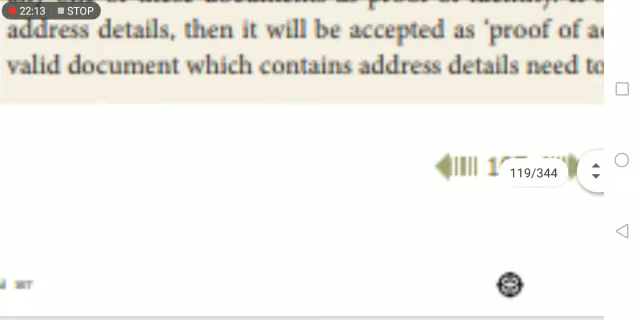 22:13 STOP
address details, then it will be accepted as 'proof of a
valid document which contains address details need to
119/344